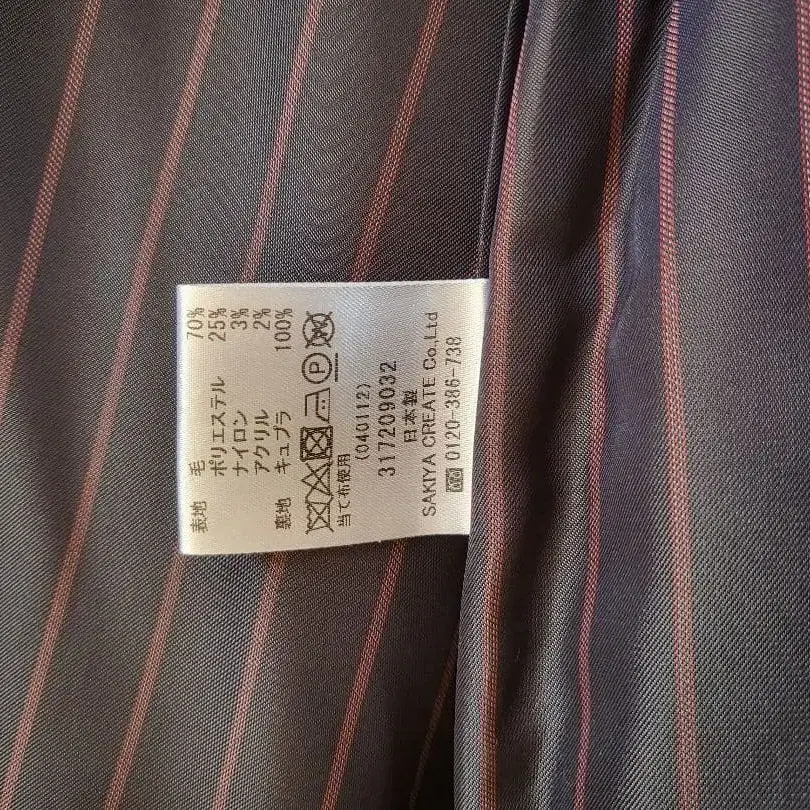 表地 毛 70%
ポリエステル 25%
ナイロン 3%
アクリル 2%
裏地 キュプラ 100%
P W
当て布使用
(040112)
317209032
日本製
SAKIYA CREATE Co.,Ltd
0120-386-738